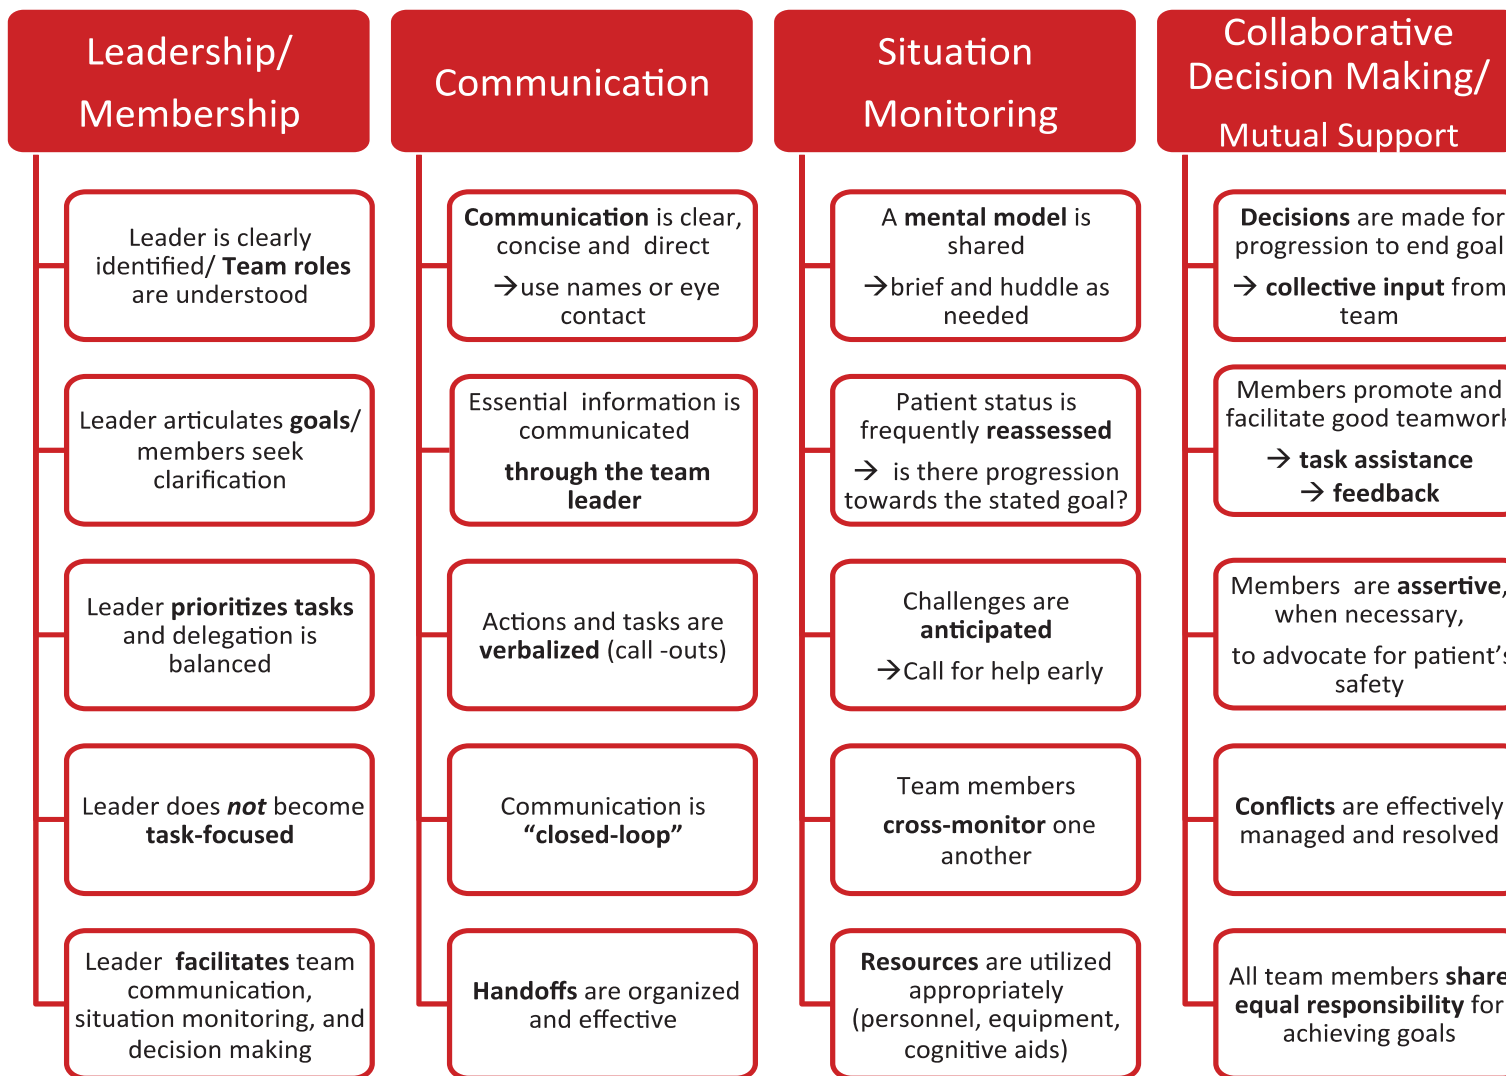 Leadership/
Membership
Leader is clearly
identified/ Team roles
are understood
Leader articulates goals/
members seek
clarification
Leader prioritizes tasks
and delegation is
balanced
Leader does not become
task-focused
Leader  facilitates team
communication,
situation monitoring, and
decision making
Communication
Communication is clear,
concise and  direct
→use names or eye
contact
Essential  information is
communicated
through the team
leader
Actions and tasks are
verbalized (call -outs)
Communication is
“closed-loop”
Handoffs are organized
and effective
Situation
Monitoring
A mental model is
shared
→brief and huddle as
needed
Patient status is
frequently reassessed
→  is there progression
towards the stated goal?
Challenges are
anticipated
→Call for help early
Team members
cross-monitor one
another
Resources are utilized
appropriately
(personnel, equipment,
cognitive aids)
Collaborative
Decision Making/
Mutual Support
Decisions are made for
progression to end goal
→ collective input from
team
Members promote and
facilitate good teamwork
→ task assistance
→ feedback
Members  are assertive,
when necessary,
to advocate for patient’s
safety
Conflicts are effectively
managed and resolved
All team members share
equal responsibility for
achieving goals